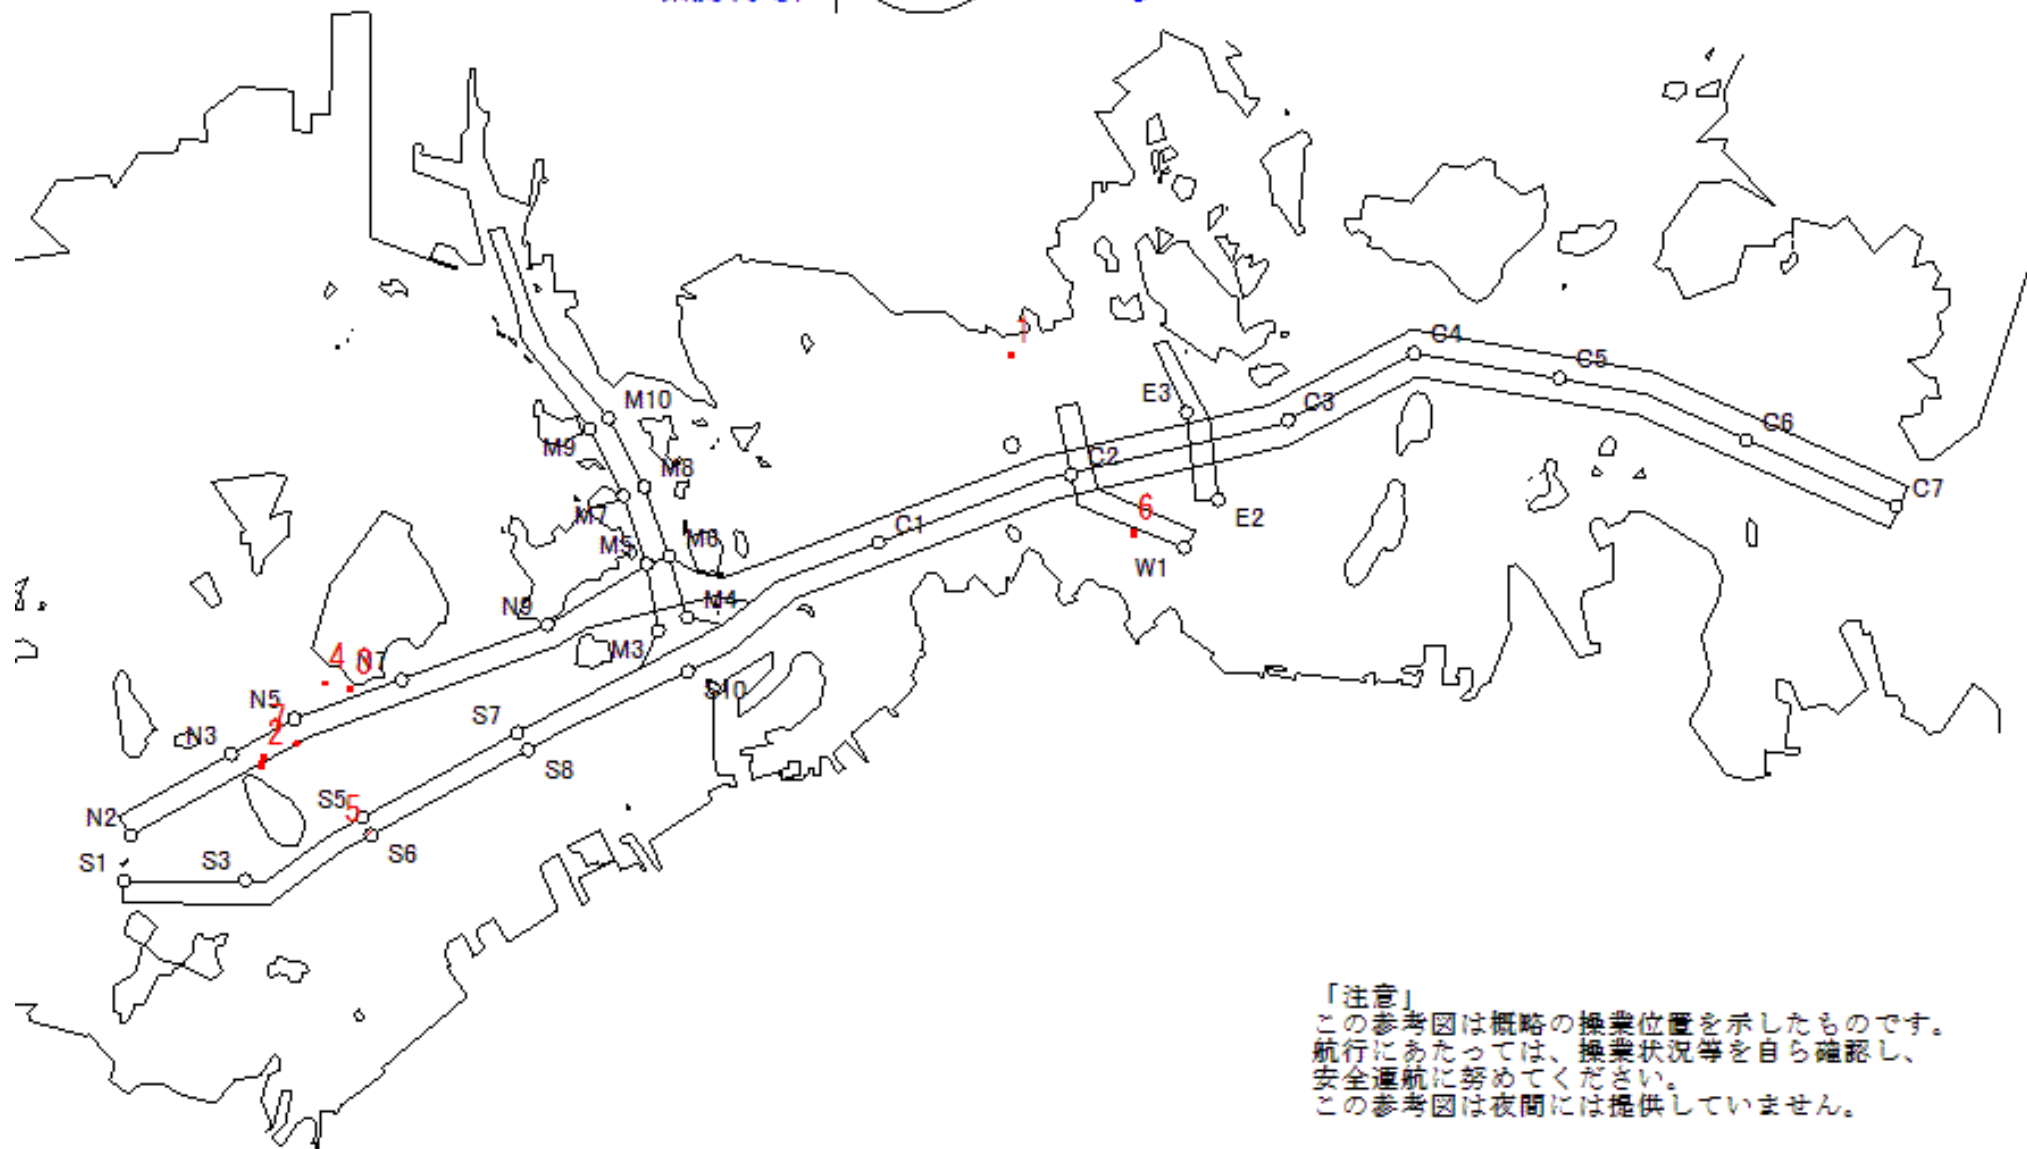 1
C4
C5
E3
M10
C3
C6
M9
C2
M8
C7
6
E2
M7
C1
M5
M6
W1
N9
M4
M3
4
N7
S10
N5
7
S7
2
N3
S8
S5
5
N2
S6
S1
S3
「注意」
この参考図は概略の操業位置を示したものです。
航行にあたっては、操業状況等を自ら確認し、
安全運航に努めてください。
この参考図は夜間には提供していません。